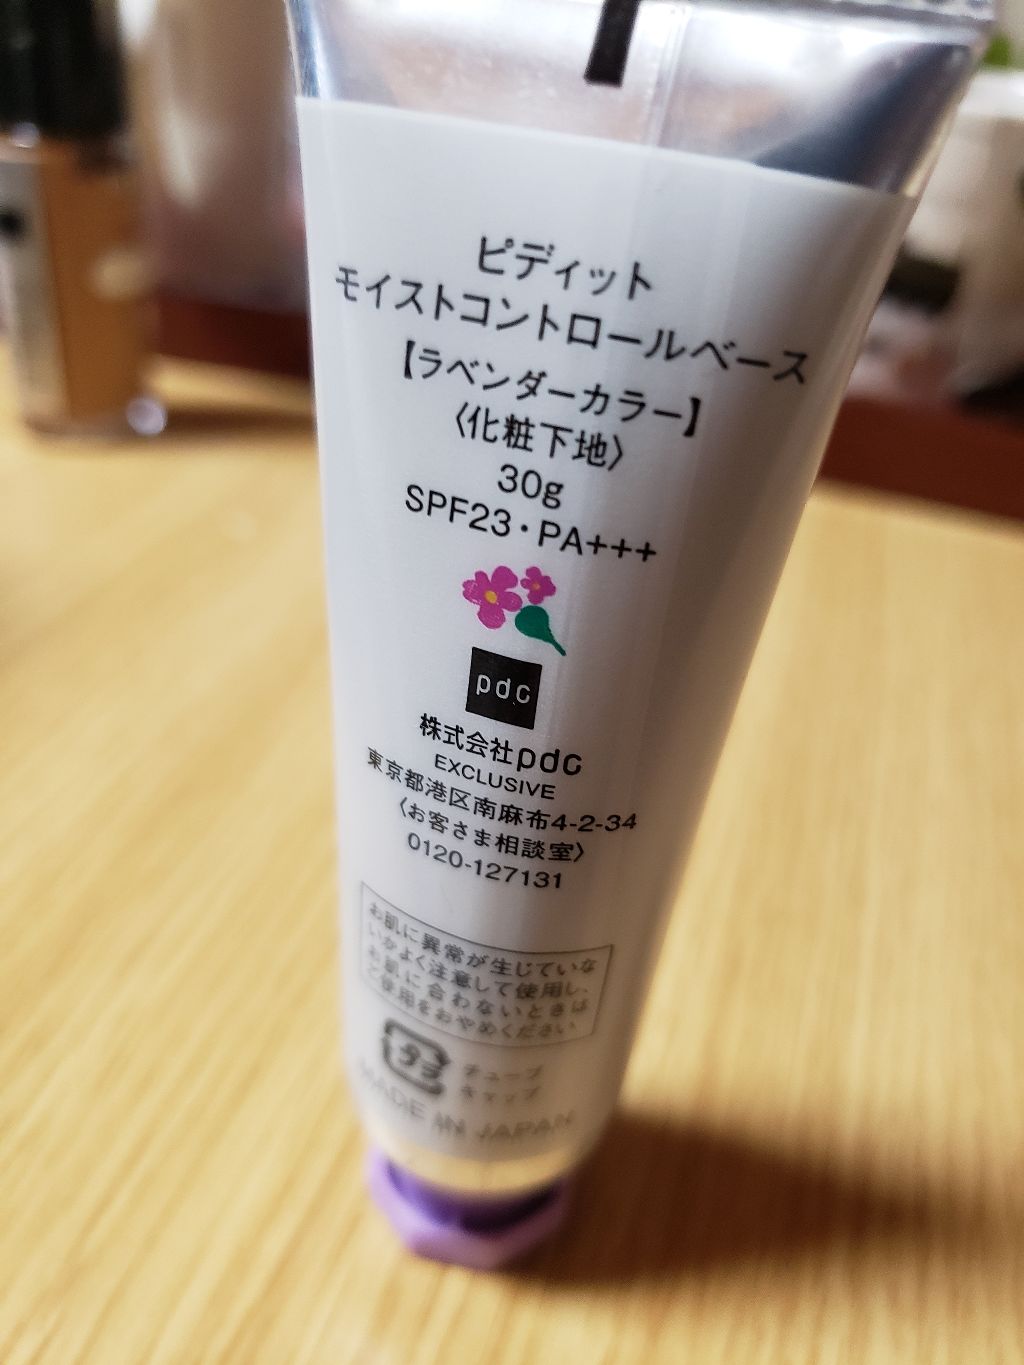 ピディット
モイストコントロールベース
【ラベンダーカラー】
〈化粧下地〉
30g
SPF23・PA+++
pdc
株式会社pdc
EXCLUSIVE
東京都港区南麻布4-2-34
〈お客さま相談室〉
0120-127131
お肌に異常が生じていな
いかよく注意して使用し、
お肌に合わないときは
ご使用をおやめください
プラ
チューブ
キャップ
MADE IN JAPAN